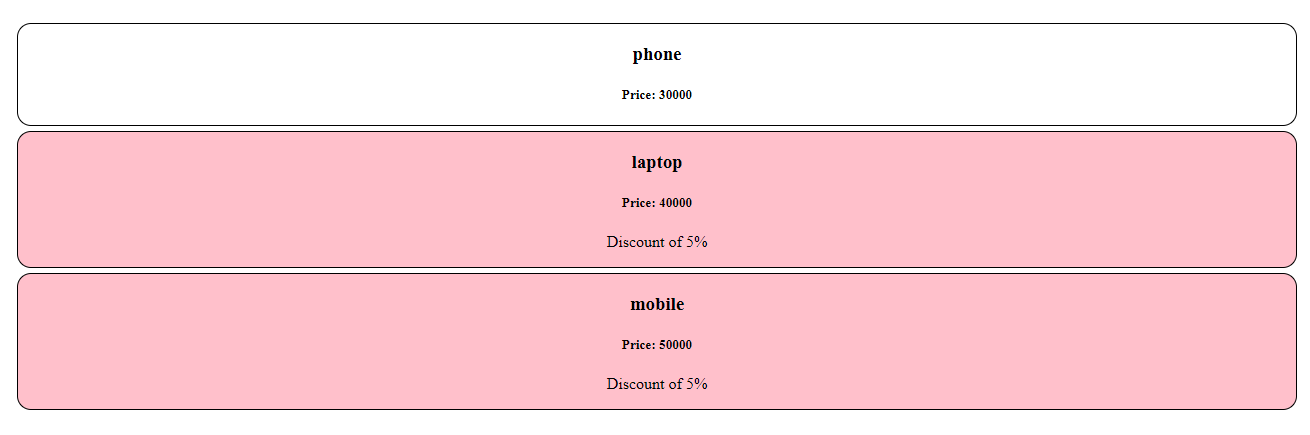 phone
Price: 30000
laptop
Price: 40000
Discount of 5%
mobile
Price: 50000
Discount of 5%